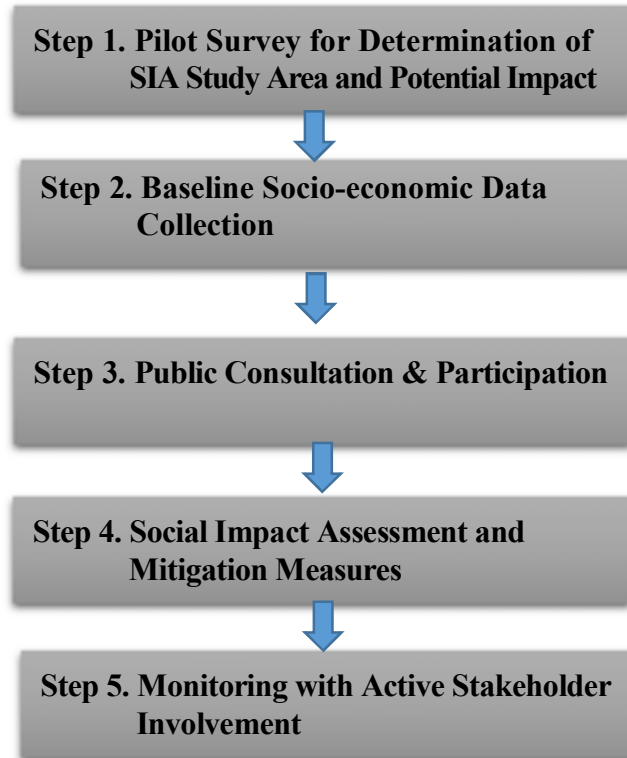 Step 1. Pilot Survey for Determination of
SIA Study Area and Potential Impact
Step 2. Baseline Socio-economic Data
Collection
Step 3. Public Consultation & Participation
Step 4. Social Impact Assessment and
Mitigation Measures
Step 5. Monitoring with Active Stakeholder
Involvement